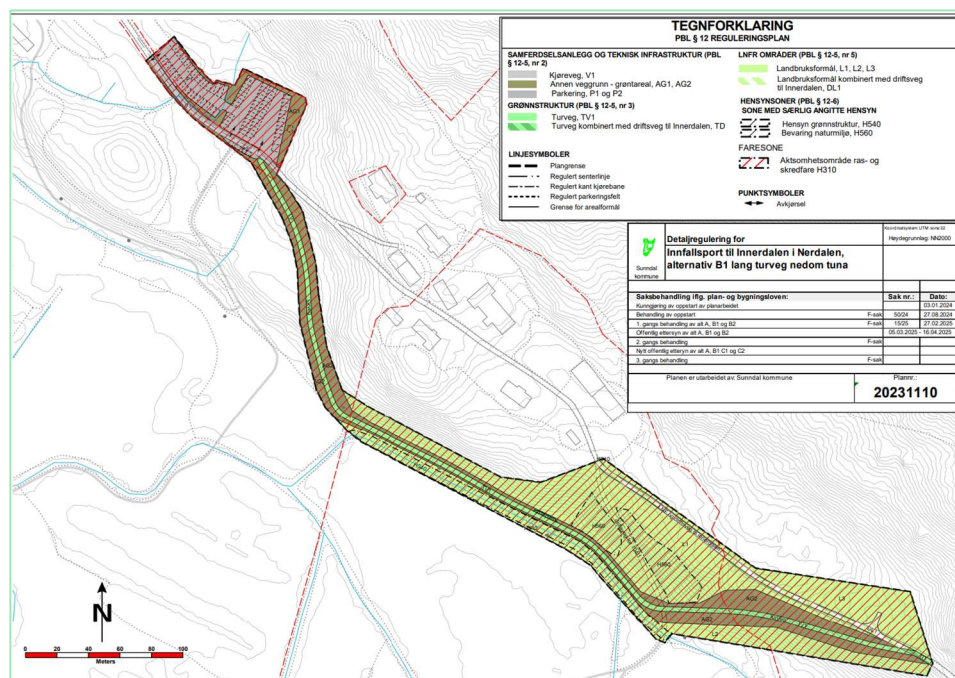 TEGNFORKLARING
PBL § 12 REGULERINGSPLAN
SAMFERDSELSANLEGG OG TEKNISK INFRASTRUKTUR (PBL
§ 12-5, nr 2)
Kjøreveg, V1
Annen veggrunn - grøntareal, AG1, AG2
Parkering, P1 og P2
GRØNNSTRUKTUR (PBL § 12-5, nr 3)
Turveg, TV1
Turveg kombinert med driftsveg til Innerdalen, TD
LINJESYMBOLER
Plangrense
Regulert senterlinje
Regulert kant kjørebane
Regulert parkeringsfelt
Grense for arealformål
LNFR OMRÅDER (PBL § 12-5, nr 5)
Landbruksformål, L1, L2, L3
Landbruksformål kombinert med driftsveg
til Innerdalen, DL1
HENSYNSONER (PBL § 12-6)
SONE MED SÆRLIG ANGITTE HENSYN
Hensyn grønnstruktur, H540
Bevaring naturmiljø, H560
FARESONE
Aktsomhetsområde ras- og
skredfare H310
PUNKTSYMBOLER
Avkjørsel
Sunndal
kommune
Detaljregulering for
Innfallsport til Innerdalen i Nerdalen,
alternativ B1 lang turveg nedom tuna
Høydegrunnlag: NN2000
Saksbehandling iflg. plan- og bygningsloven: Sak nr.: Dato:
Kunngjøring av oppstart av planarbeidet 03.01.2024
Behandling av oppstart F-sak 50/24 27.08.2024
1. gangs behandling av alt A, B1 og B2 F-sak 15/25 27.02.2025
Offentlig ettersyn av alt A, B1 og B2 05.03.2025 - 16.04.2025
2. gangs behandling F-sak
Nytt offentlig ettersyn av alt A, B1 C1 og C2
3. gangs behandling F-sak
Planen er utarbeidet av: Sunndal kommune
Plannr.:
20231110
H560
AG2
L3
AG2
L2
N
0 20 40 60 80 100
Meters